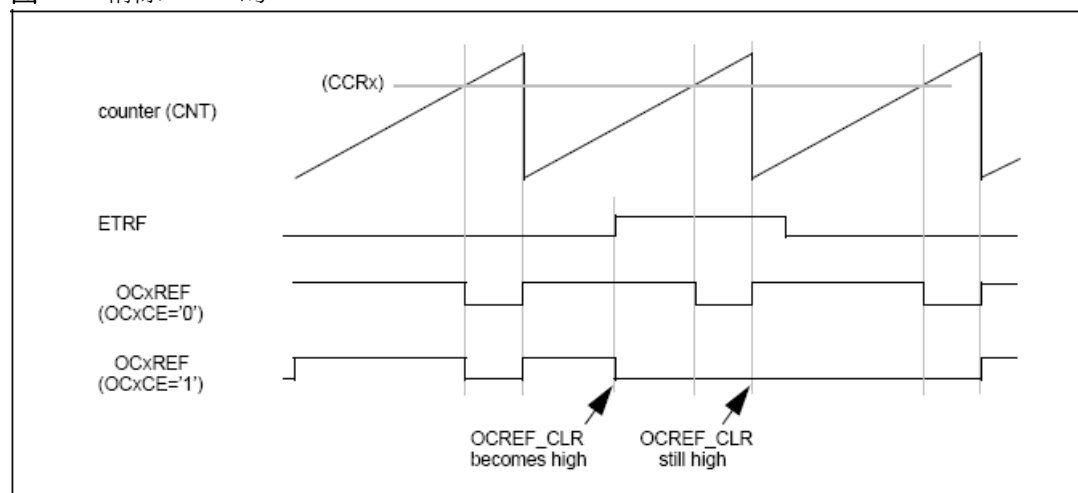 (CCRx)
counter (CNT)
ETRF
OCxREF
(OCxCE='0')
OCxREF
(OCxCE='1')
OCREF_CLR
becomes high
OCREF_CLR
still high